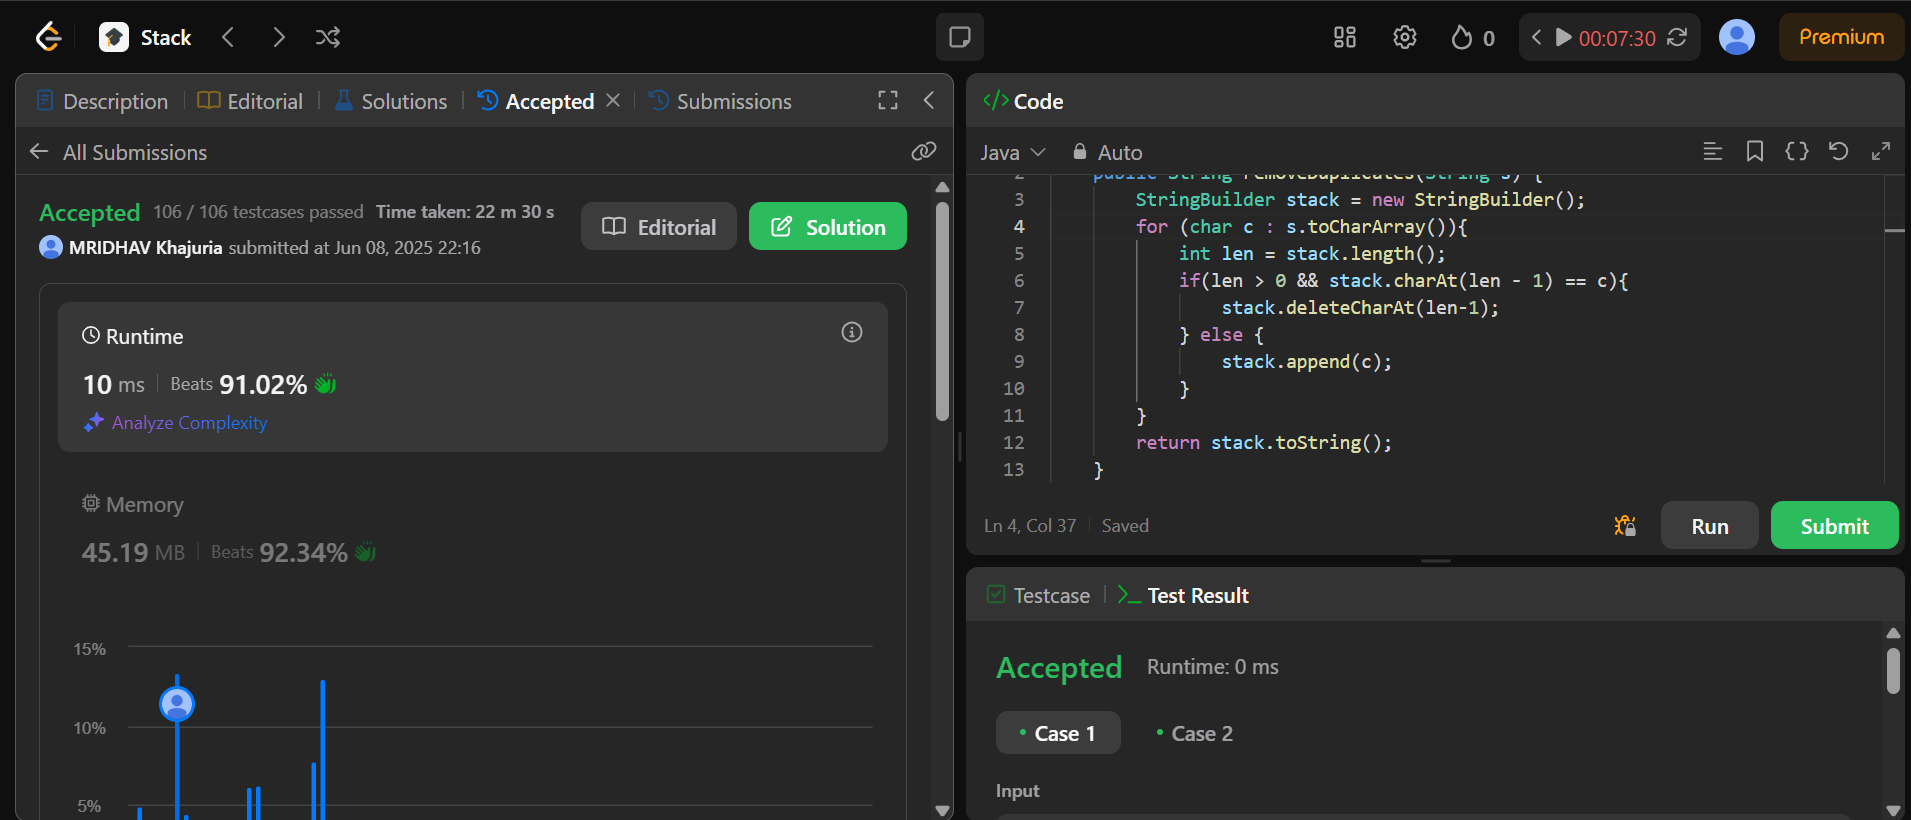 Stack
0
00:07:30
Premium
Description
Editorial
Solutions
Accepted
Submissions
All Submissions
Accepted 106 / 106 testcases passed Time taken: 22 m 30 s
MRIDHAV Khajuria submitted at Jun 08, 2025 22:16
Editorial
Solution
Runtime
10 ms Beats 91.02%
Analyze Complexity
Memory
45.19 MB Beats 92.34%
15%
10%
5%
</> Code
Java
Auto
2 public String removeDuplicates(String s) {
3 StringBuilder stack = new StringBuilder();
4 for (char c : s.toCharArray()){
5 int len = stack.length();
6 if(len > 0 && stack.charAt(len - 1) == c){
7 stack.deleteCharAt(len-1);
8 } else {
9 stack.append(c);
10 }
11 }
12 return stack.toString();
13 }
Ln 4, Col 37 Saved
Run
Submit
Testcase
Test Result
Accepted Runtime: 0 ms
Case 1
Case 2
Input